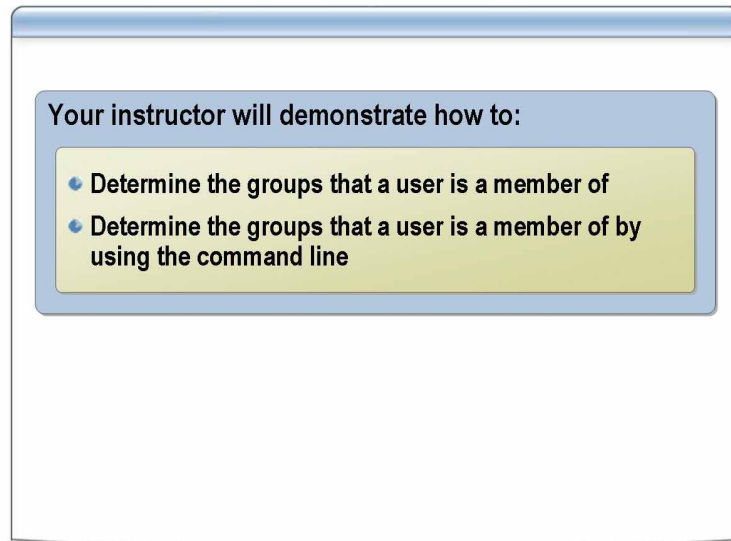 Your instructor will demonstrate how to:
Determine the groups that a user is a member of
Determine the groups that a user is a member of by
using the command line